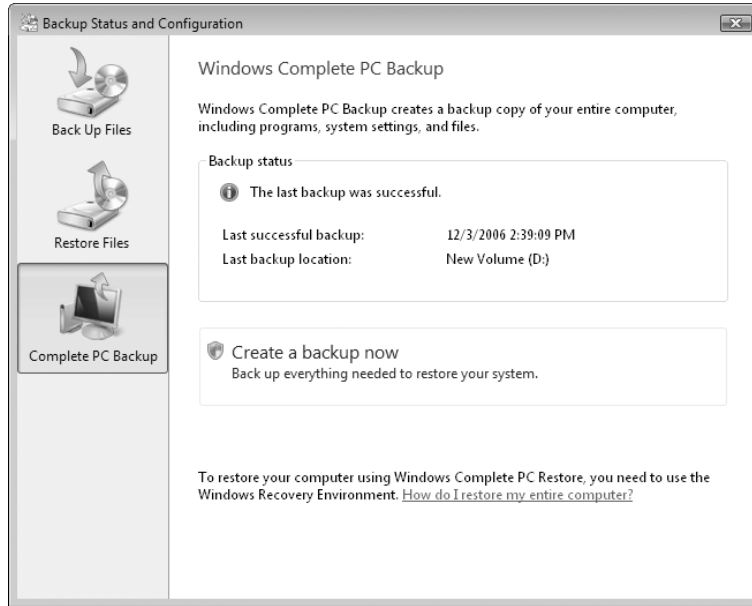 Backup Status and Configuration
Back Up Files
Restore Files
Complete PC Backup
Windows Complete PC Backup
Windows Complete PC Backup creates a backup copy of your entire computer,
including programs, system settings, and files.
Backup status
The last backup was successful.
Last successful backup: 12/3/2006 2:39:09 PM
Last backup location: New Volume (D:)
Create a backup now
Back up everything needed to restore your system.
To restore your computer using Windows Complete PC Restore, you need to use the
Windows Recovery Environment. How do I restore my entire computer?